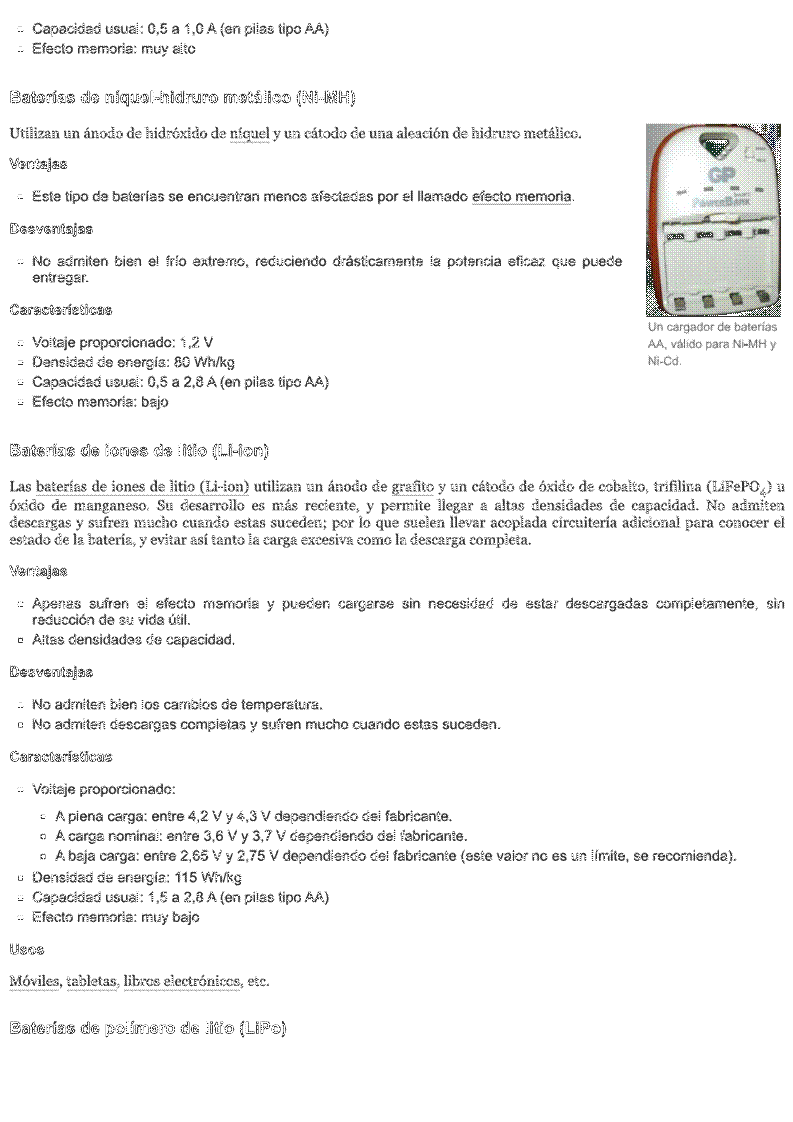 Capacidad usual: 0,5 a 1,0 A (en pilas tipo AA)
Efecto memoria: muy alto
Baterías de níquel-hidruro metálico (Ni-MH)
Utilizan un ánodo de hidróxido de níquel y un cátodo de una aleación de hidruro metálico.
Ventajas
Este tipo de baterías se encuentran menos afectadas por el llamado efecto memoria.
Desventajas
No admiten bien el frío extremo, reduciendo drásticamente la potencia eficaz que puede
entregar.
Características
Voltaje proporcionado: 1,2 V
Densidad de energía: 80 Wh/kg
Capacidad usual: 0,5 a 2,8 A (en pilas tipo AA)
Efecto memoria: bajo
GP
PowerBank
Un cargador de baterías
AA, válido para Ni-MH y
Ni-Cd.
Baterías de iones de litio (Li-ion)
Las baterías de iones de litio (Li-ion) utilizan un ánodo de grafito y un cátodo de óxido de cobalto, trifilina (LiFePO4) u
óxido de manganeso. Su desarrollo es más reciente, y permite llegar a altas densidades de capacidad. No admiten
descargas y sufren mucho cuando estas suceden; por lo que suelen llevar acoplada circuitería adicional para conocer el
estado de la batería, y evitar así tanto la carga excesiva como la descarga completa.
Ventajas
Apenas sufren el efecto memoria y pueden cargarse sin necesidad de estar descargadas completamente, sin
reducción de su vida útil.
Altas densidades de capacidad.
Desventajas
No admiten bien los cambios de temperatura.
No admiten descargas completas y sufren mucho cuando estas suceden.
Características
Voltaje proporcionado:
A plena carga: entre 4,2 V y 4,3 V dependiendo del fabricante.
A carga nominal: entre 3,6 V y 3,7 V dependiendo del fabricante.
A baja carga: entre 2,65 V y 2,75 V dependiendo del fabricante (este valor no es un límite, se recomienda).
Densidad de energía: 115 Wh/kg
Capacidad usual: 1,5 a 2,8 A (en pilas tipo AA)
Efecto memoria: muy bajo
Usos
Móviles, tabletas, libros electrónicos, etc.
Baterías de polímero de litio (LiPo)